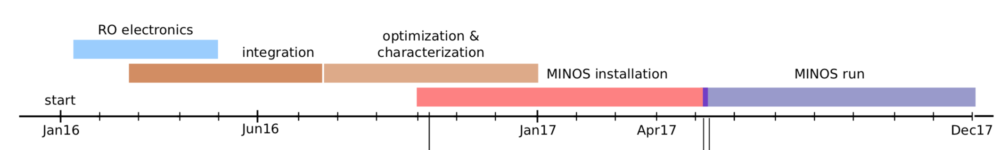 RO electronics
integration
optimization &
characterization
MINOS installation
MINOS run
start
Jan16
Jun16
Jan17
Apr17
Dec17